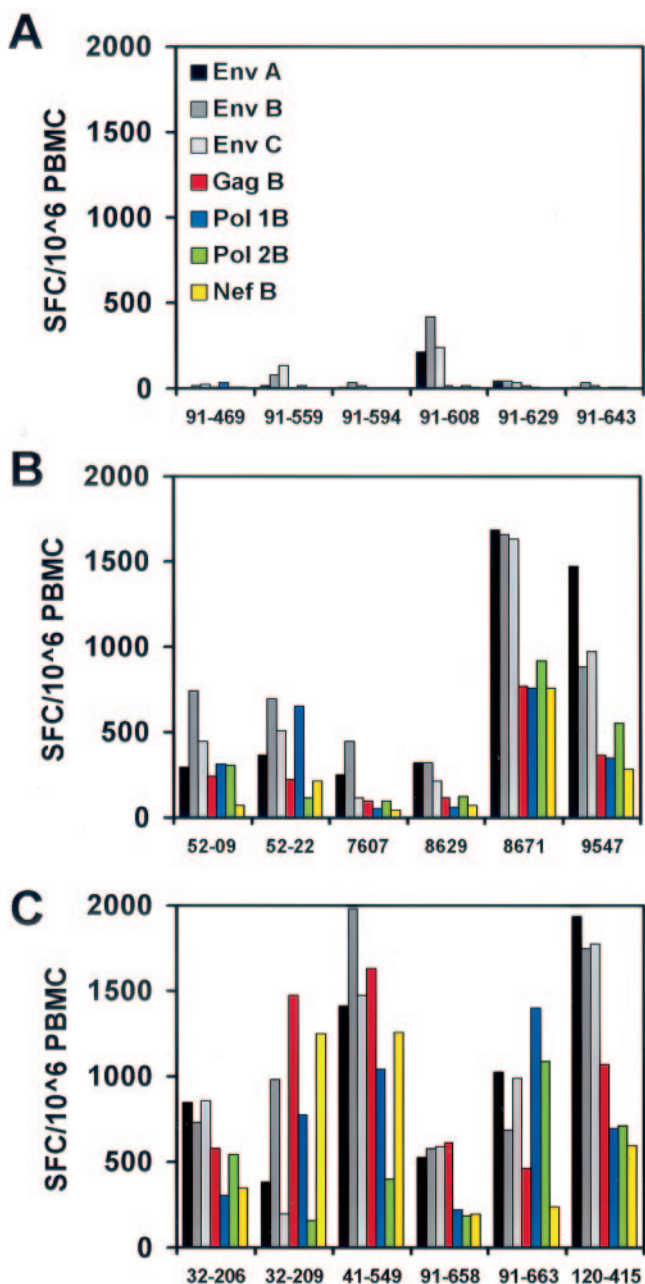 A
SFC/10^6 PBMC
2000
1500
1000
500
0
Env A
Env B
Env C
Gag B
Pol 1B
Pol 2B
Nef B
91-469 91-559 91-594 91-608 91-629 91-643
B
SFC/10^6 PBMC
2000
1500
1000
500
0
52-09 52-22 7607 8629 8671 9547
C
SFC/10^6 PBMC
2000
1500
1000
500
0
32-206 32-209 41-549 91-658 91-663 120-415